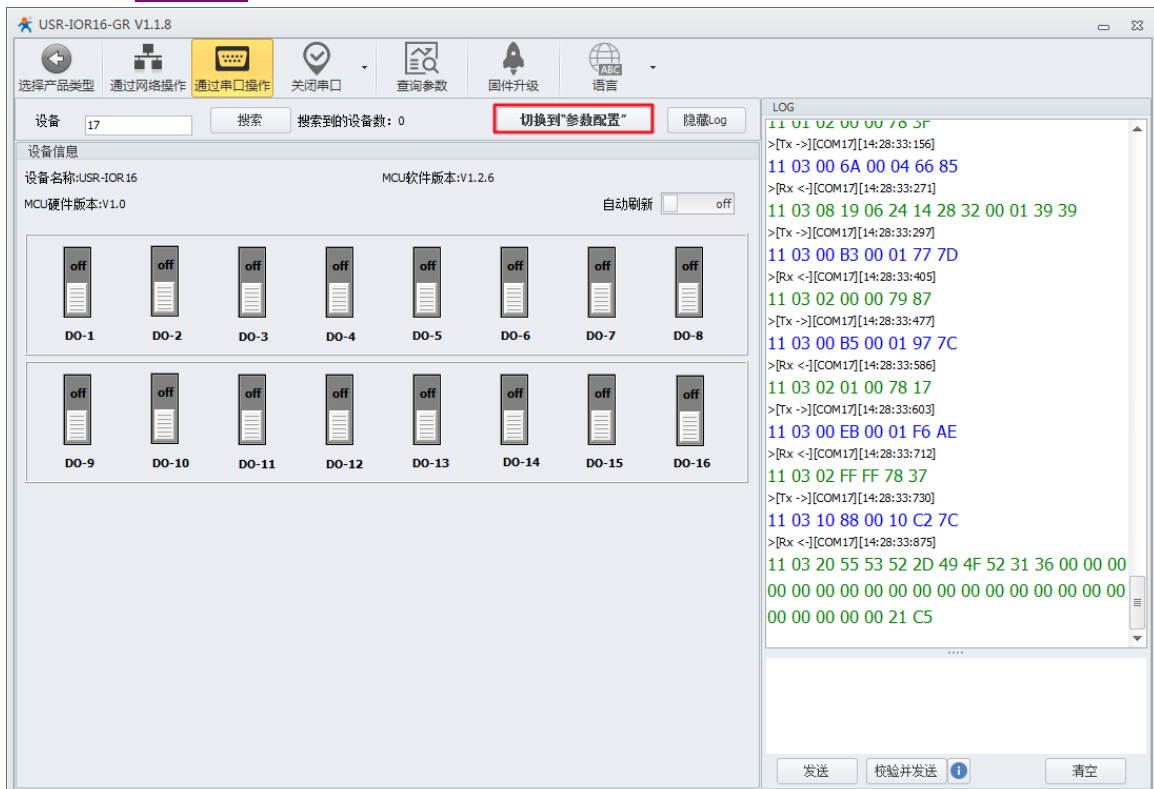 USR-IOR16-GR V1.1.8
选择产品类型 通过网络操作 通过串口操作 关闭串口 查询参数 固件升级 语言
ABC
设备 17 搜索 搜索到的设备数: 0 切换到"参数配置" 隐藏Log
设备信息
设备名称:USR-IOR16 MCU软件版本:V1.2.6
MCU硬件版本:V1.0 自动刷新 off
off off off off off off off off
DO-1 DO-2 DO-3 DO-4 DO-5 DO-6 DO-7 DO-8
off off off off off off off off
DO-9 DO-10 DO-11 DO-12 DO-13 DO-14 DO-15 DO-16
LOG
11 01 02 00 00 78 3F
>[Tx ->][COM17][14:28:33:156]
11 03 00 6A 00 04 66 85
>[Rx <-][COM17][14:28:33:271]
11 03 08 19 06 24 14 28 32 00 01 39 39
>[Tx ->][COM17][14:28:33:297]
11 03 00 B3 00 01 77 7D
>[Rx <-][COM17][14:28:33:405]
11 03 02 00 00 79 87
>[Tx ->][COM17][14:28:33:477]
11 03 00 B5 00 01 97 7C
>[Rx <-][COM17][14:28:33:586]
11 03 02 01 00 78 17
>[Tx ->][COM17][14:28:33:603]
11 03 00 EB 00 01 F6 AE
>[Rx <-][COM17][14:28:33:712]
11 03 02 FF FF 78 37
>[Tx ->][COM17][14:28:33:730]
11 03 10 88 00 10 C2 7C
>[Rx <-][COM17][14:28:33:875]
11 03 20 55 53 52 2D 49 4F 52 31 36 00 00 00
00 00 00 00 00 00 00 00 00 00 00 00 00 00 00
00 00 00 00 00 21 C5
发送 校验并发送 清空